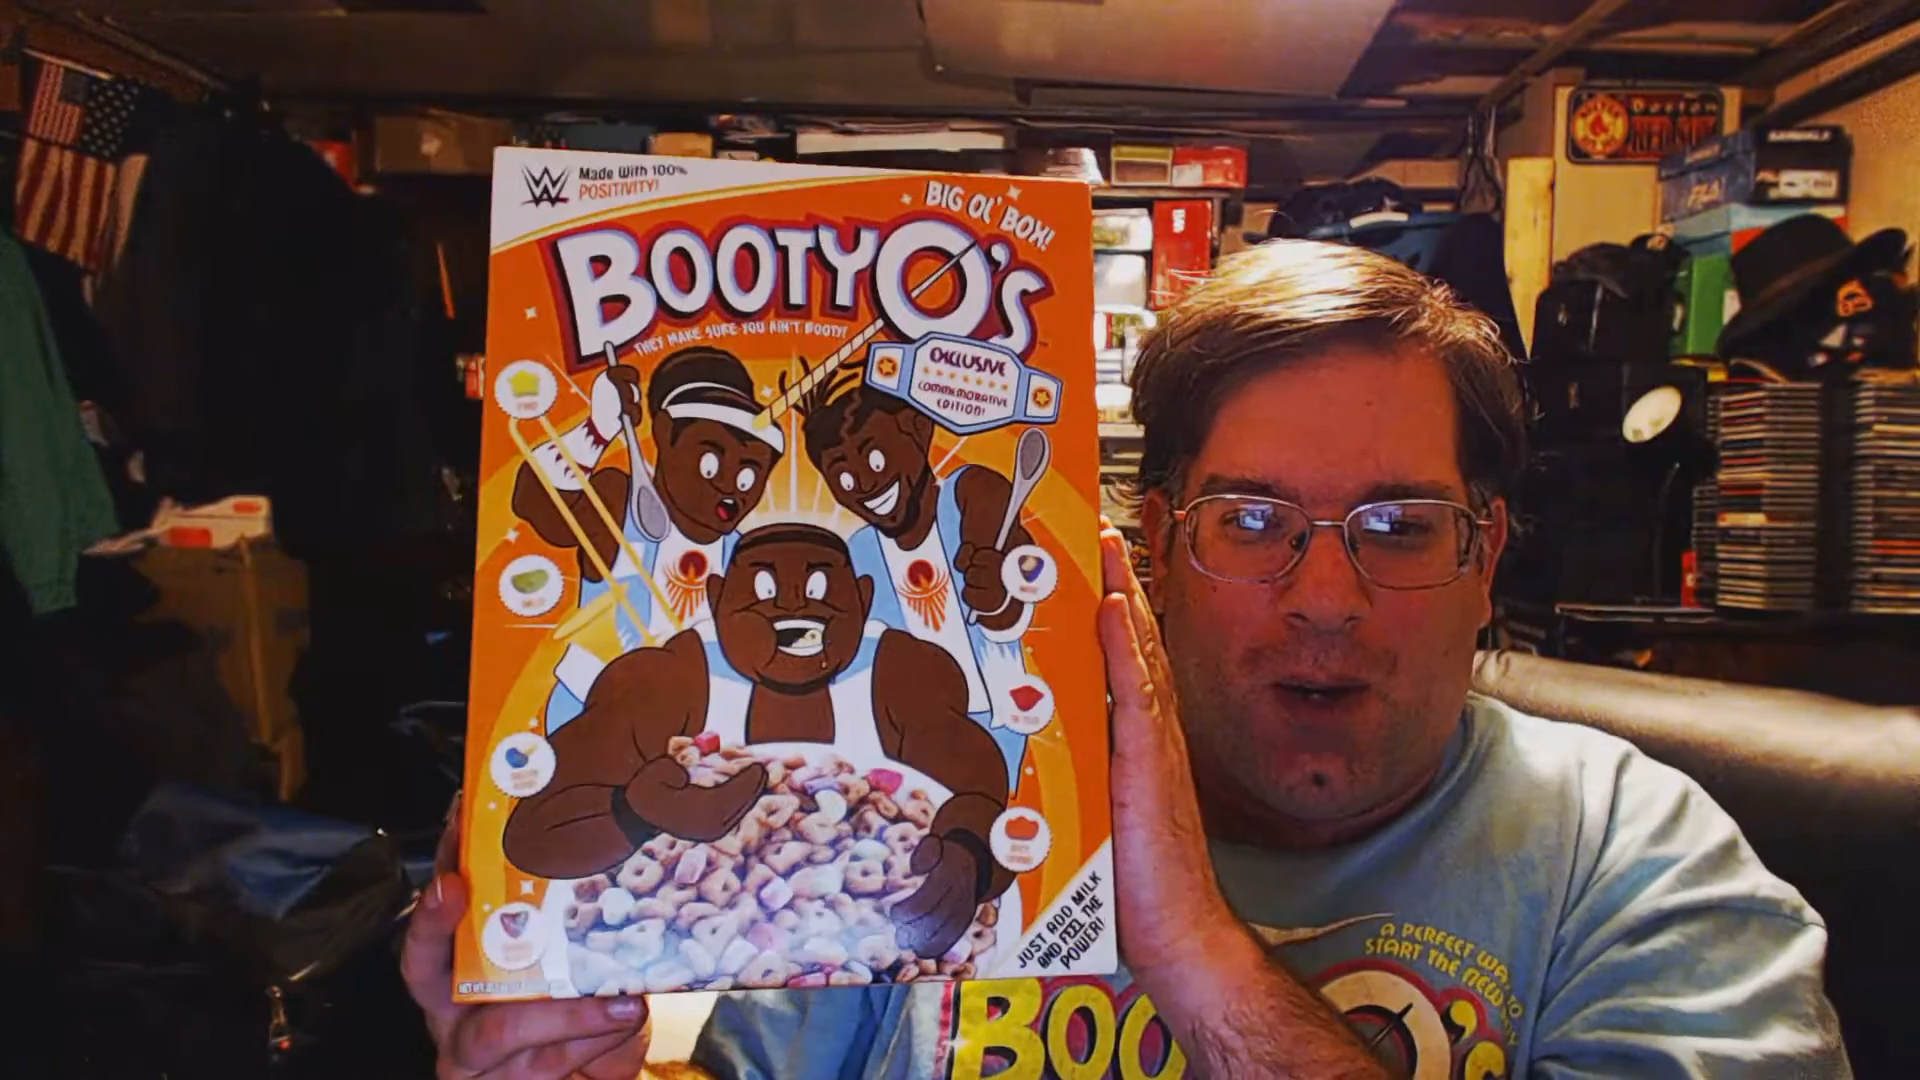 Made With 100%
POSITIVITY!
BIG OL' BOX!
BOOTYO'S
THEY MAKE SURE YOU AIN'T BOOTY!
EXCLUSIVE
COMMEMORATIVE
EDITION!
JUST ADD MILK
AND FEEL THE
POWER!
Boston
A PERFECT WAY TO
START THE NEW
BOO O's